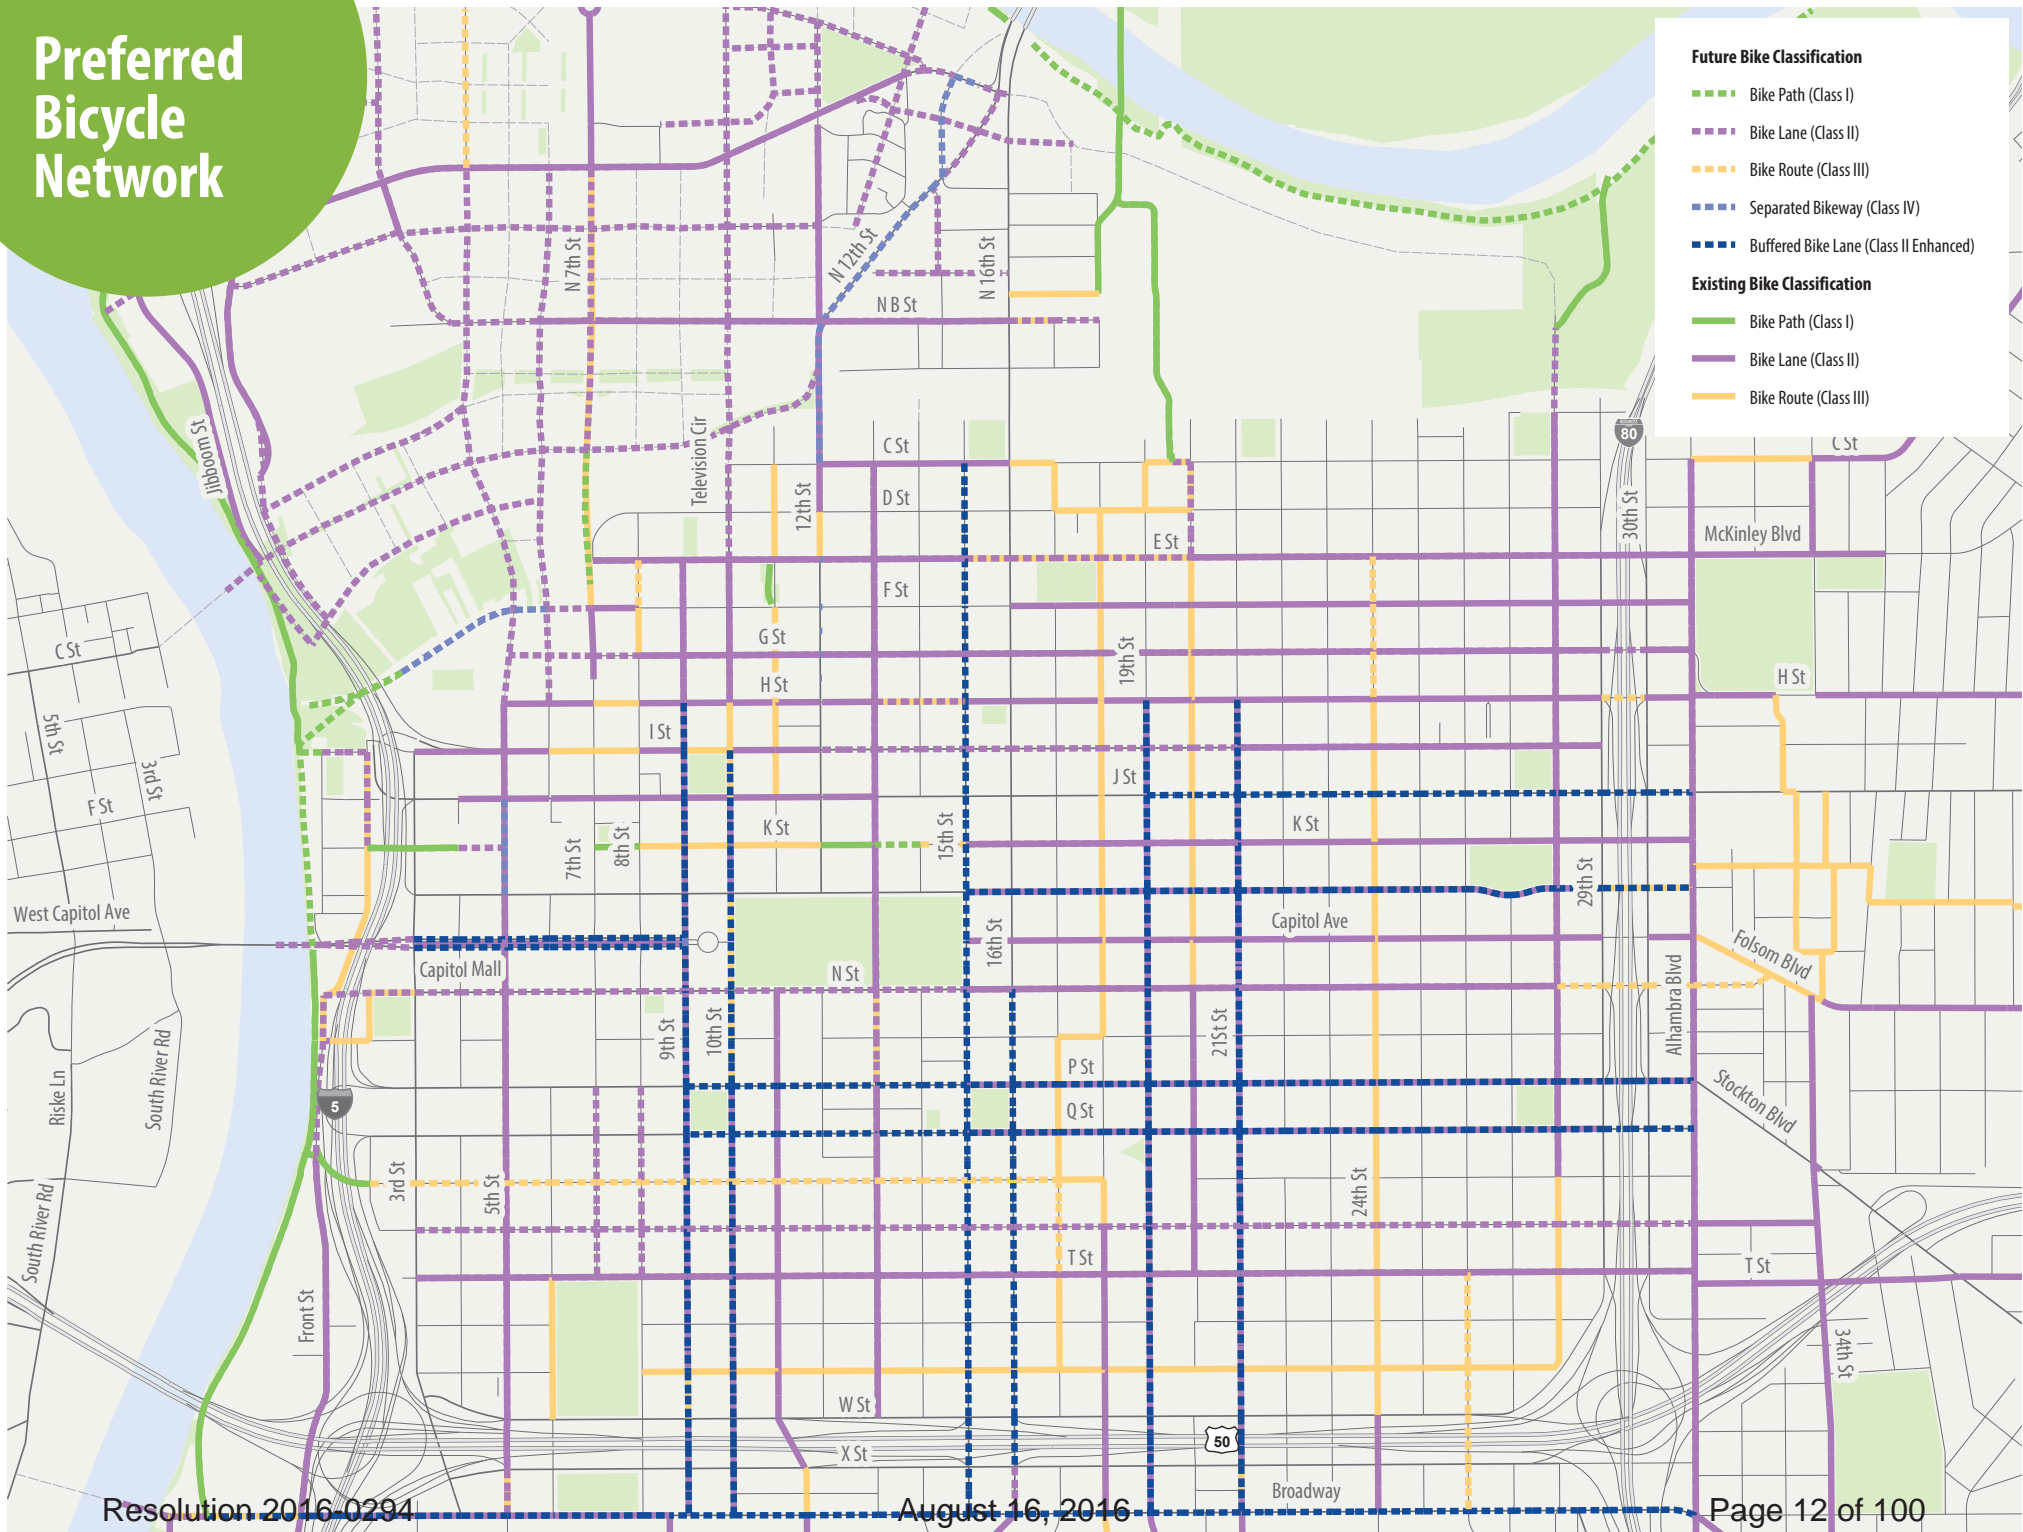 Preferred
Bicycle
Network
Future Bike Classification
Bike Path (Class I)
Bike Lane (Class II)
Bike Route (Class III)
Separated Bikeway (Class IV)
Buffered Bike Lane (Class II Enhanced)
Existing Bike Classification
Bike Path (Class I)
Bike Lane (Class II)
Bike Route (Class III)
N 7th St
N 12th St
N 16th St
N B St
Jibboom St
Television Cir
12th St
C St
D St
E St
F St
G St
H St
I St
J St
K St
K St
BUSINESS
80
30th St
C St
McKinley Blvd
H St
19th St
C St
5th St
3rd St
F St
7th St
8th St
15th St
29th St
West Capitol Ave
Capitol Mall
Capitol Ave
16th St
N St
Folsom Blvd
Alhambra Blvd
9th St
10th St
21St St
P St
Q St
Stockton Blvd
Riske Ln
South River Rd
5
South River Rd
3rd St
5th St
24th St
T St
T St
Front St
34th St
W St
X St
50
Broadway
Resolution 2016-0294
August 16, 2016
Page 12 of 100